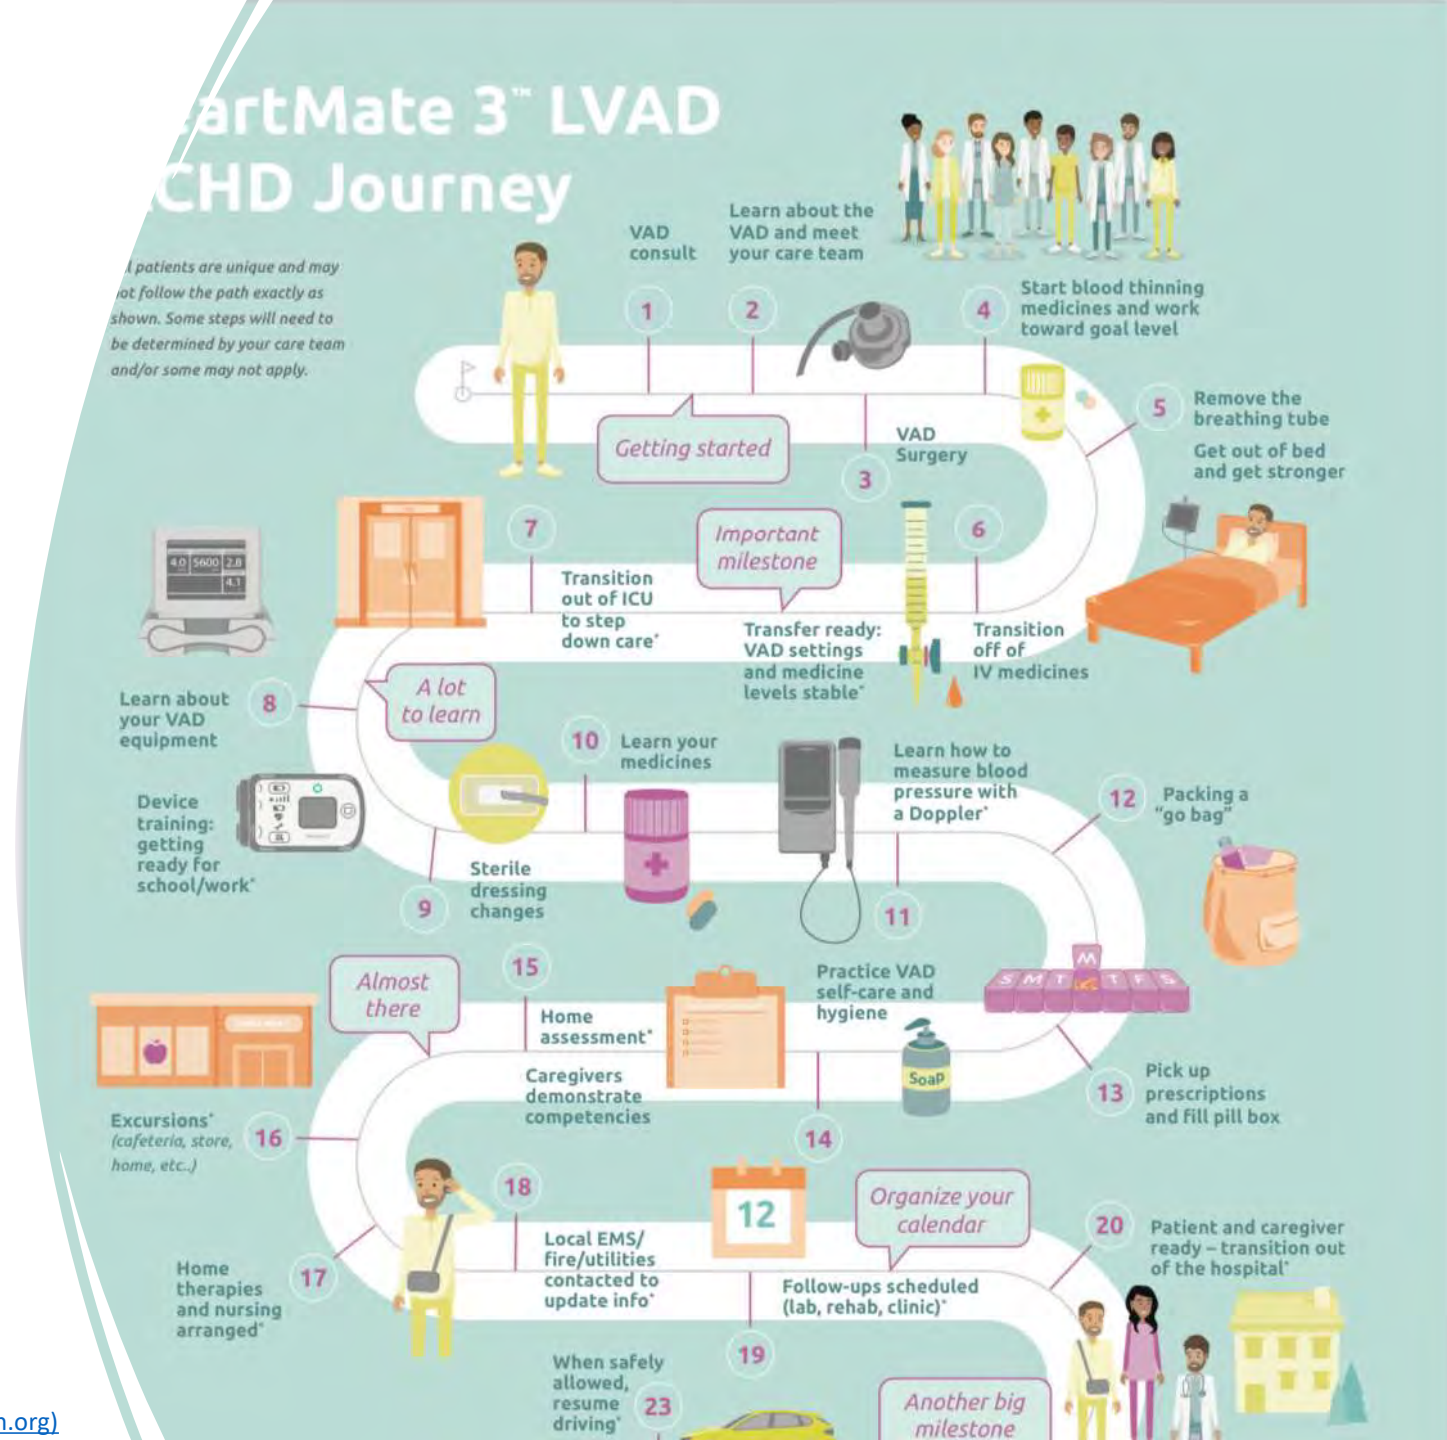 artMate 3™ LVAD
CHD Journey
l patients are unique and may
ot follow the path exactly as
shown. Some steps will need to
be determined by your care team
and/or some may not apply.
VAD
consult
1
Learn about the
VAD and meet
your care team
2
Getting started
VAD
Surgery
3
4
Start blood thinning
medicines and work
toward goal level
5
Remove the
breathing tube
Get out of bed
and get stronger
6
Transition
off of
IV medicines
Important
milestone
Transfer ready:
VAD settings
and medicine
levels stable*
7
Transition
out of ICU
to step
down care*
4.0 5600 2.8
4.1
Learn about
your VAD
equipment
8
A lot
to learn
Device
training:
getting
ready for
school/work*
9
Sterile
dressing
changes
10
Learn your
medicines
Learn how to
measure blood
pressure with
a Doppler*
11
12
Packing a
"go bag"
S M T W T F S
13
Pick up
prescriptions
and fill pill box
Practice VAD
self-care and
hygiene
SoaP
14
15
Home
assessment*
Caregivers
demonstrate
competencies
Almost
there
Excursions*
(cafeteria, store,
home, etc..)
16
Home
therapies
and nursing
arranged*
17
18
Local EMS/
fire/utilities
contacted to
update info*
12
Organize your
calendar
Follow-ups scheduled
(lab, rehab, clinic)*
19
20
Patient and caregiver
ready – transition out
of the hospital*
Another big
milestone
When safely
allowed,
resume
driving*
23
n.org)